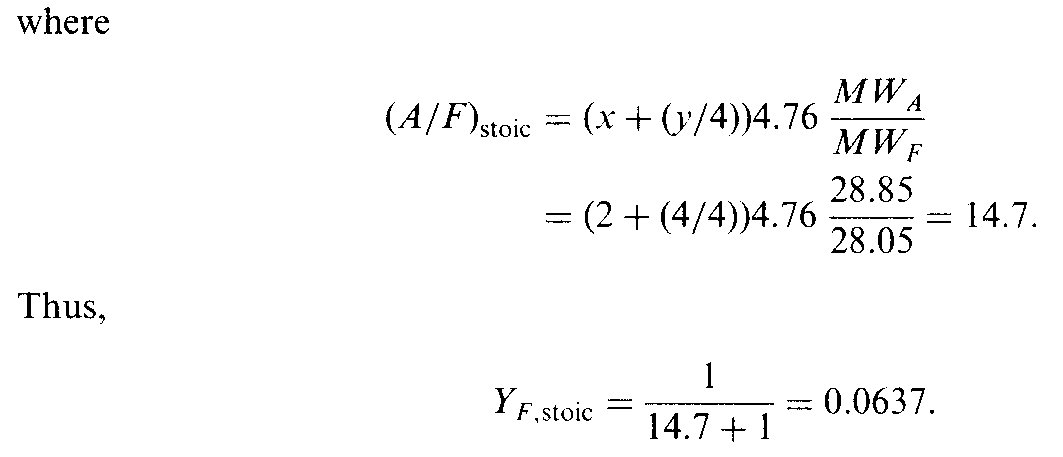 where
(A/F)stoic = (x + (y/4))4.76 MW_A/MW_F
= (2 + (4/4))4.76 28.85/28.05 = 14.7.
Thus,
Y_F,stoic = 1/(14.7 + 1) = 0.0637.